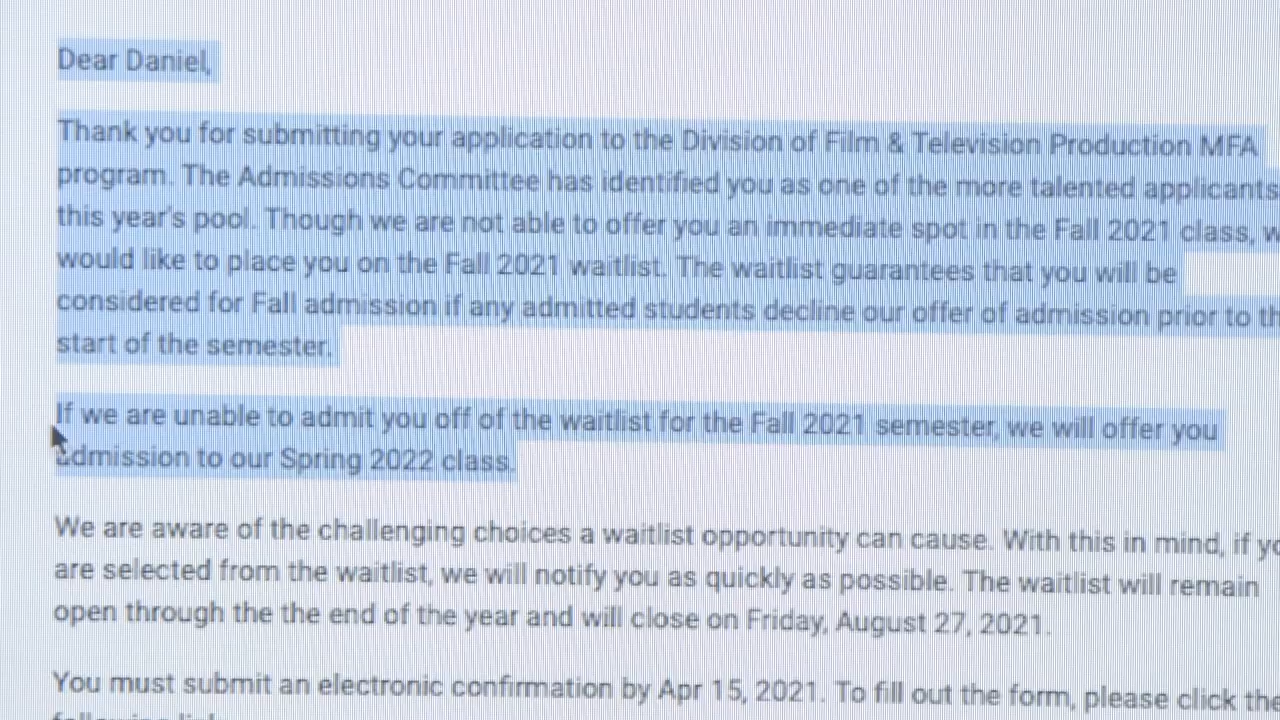 Dear Daniel,
Thank you for submitting your application to the Division of Film & Television Production MFA
program. The Admissions Committee has identified you as one of the more talented applicants
this year's pool. Though we are not able to offer you an immediate spot in the Fall 2021 class,
would like to place you on the Fall 2021 waitlist. The waitlist guarantees that you will be
considered for Fall admission if any admitted students decline our offer of admission prior to
start of the semester.
If we are unable to admit you off of the waitlist for the Fall 2021 semester, we will offer you
admission to our Spring 2022 class.
We are aware of the challenging choices a waitlist opportunity can cause. With this in mind, if
are selected from the waitlist, we will notify you as quickly as possible. The waitlist will remain
open through the the end of the year and will close on Friday, August 27, 2021.
You must submit an electronic confirmation by Apr 15, 2021. To fill out the form, please click the